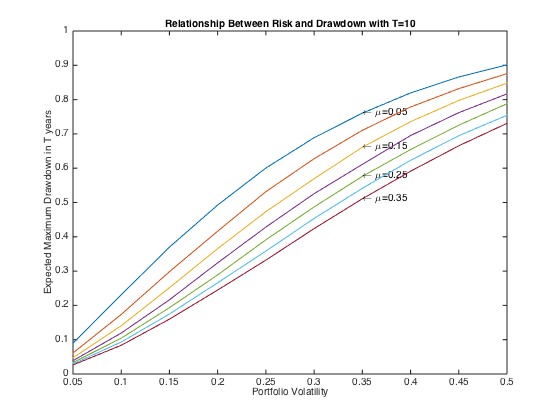 Relationship Between Risk and Drawdown with T=10
1
0.9
0.8
0.7
0.6
0.5
0.4
0.3
0.2
0.1
0
Expected Maximum Drawdown in T years
← μ=0.05
← μ=0.15
← μ=0.25
← μ=0.35
0.05 0.1 0.15 0.2 0.25 0.3 0.35 0.4 0.45 0.5
Portfolio Volatility